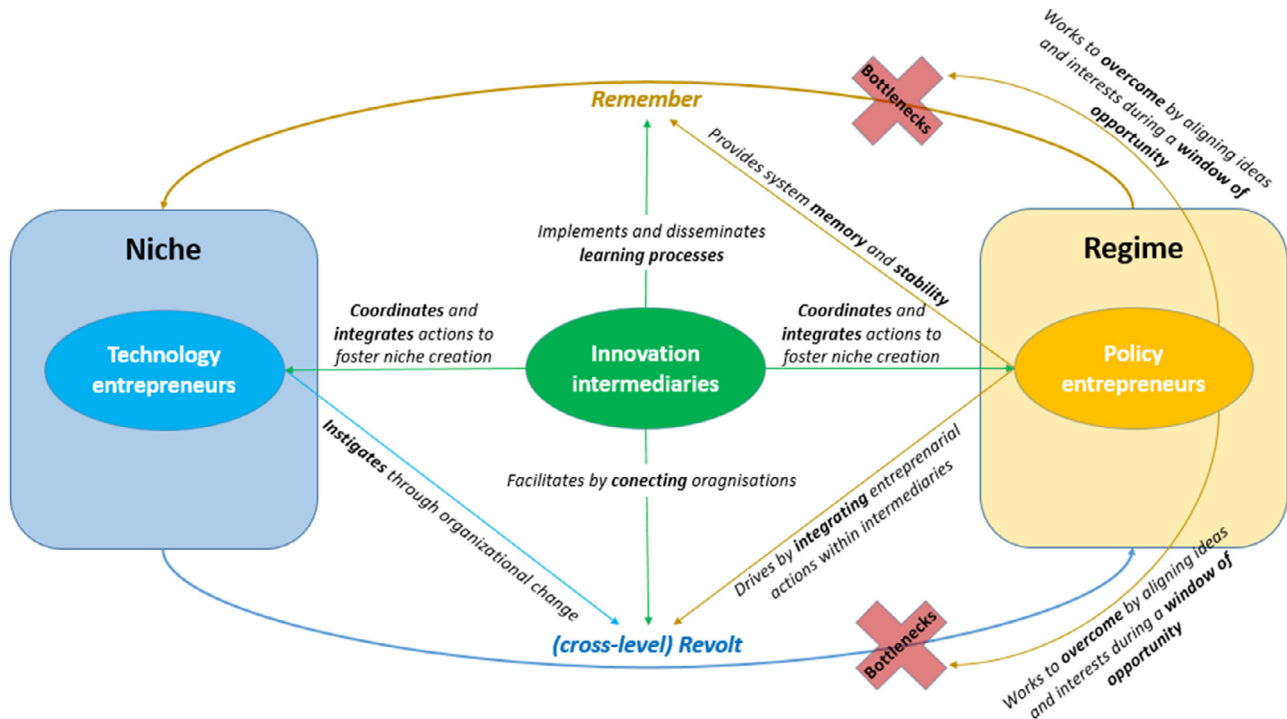 Works to overcome by aligning ideas
and interests during a window of
opportunity
Bottlenecks
Remember
Provides system memory and stability
Niche
Regime
Implements and disseminates
learning processes
Coordinates and
integrates actions to
foster niche creation
Coordinates and
integrates actions to
foster niche creation
Technology
entrepreneurs
Innovation
intermediaries
Policy
entrepreneurs
Instigates through organizational change
Facilitates by conecting oragnisations
Drives by integrating entreprenarial
actions within intermediaries
(cross-level) Revolt
Bottlenecks
Works to overcome by aligning ideas
and interests during a window of
opportunity